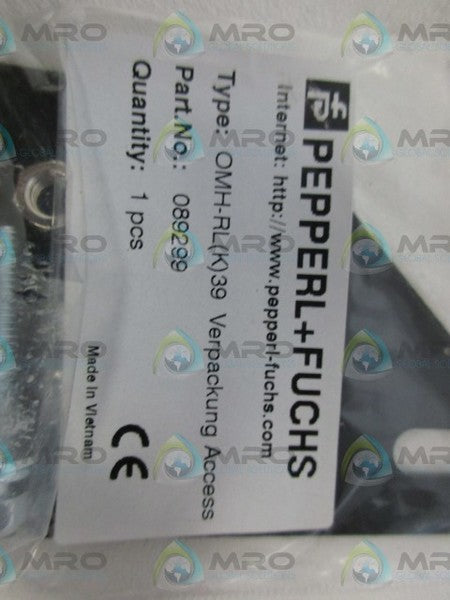 PEPPERL+FUCHS
Internet: http://www.pepperl-fuchs.com
Type: OMH-RL(K)39 Verpackung Access
Part.No.: 089299
Quantity: 1 pcs
Made in Vietnam
CE
MRO